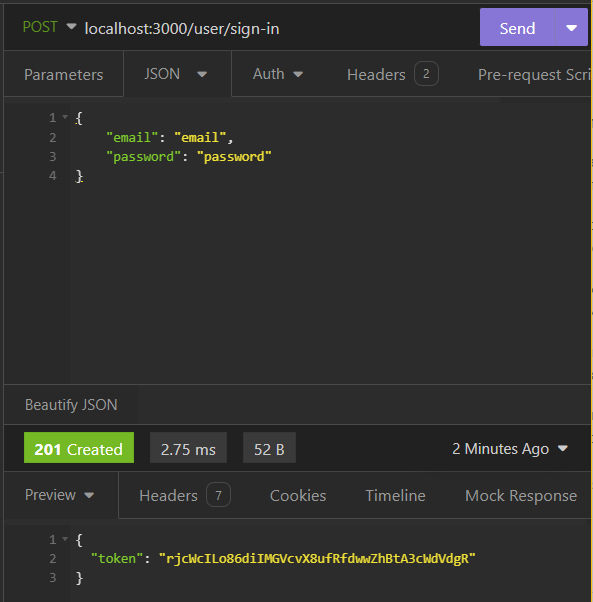 POST localhost:3000/user/sign-in Send
Parameters JSON Auth Headers 2 Pre-request Scri
1 {
2 "email": "email",
3 "password": "password"
4 }
Beautify JSON
201 Created 2.75 ms 52 B 2 Minutes Ago
Preview Headers 7 Cookies Timeline Mock Response
1 {
2 "token": "rjcWcILo86diIMGVcvX8ufRfdwwZhBtA3cWdVdgR"
3 }